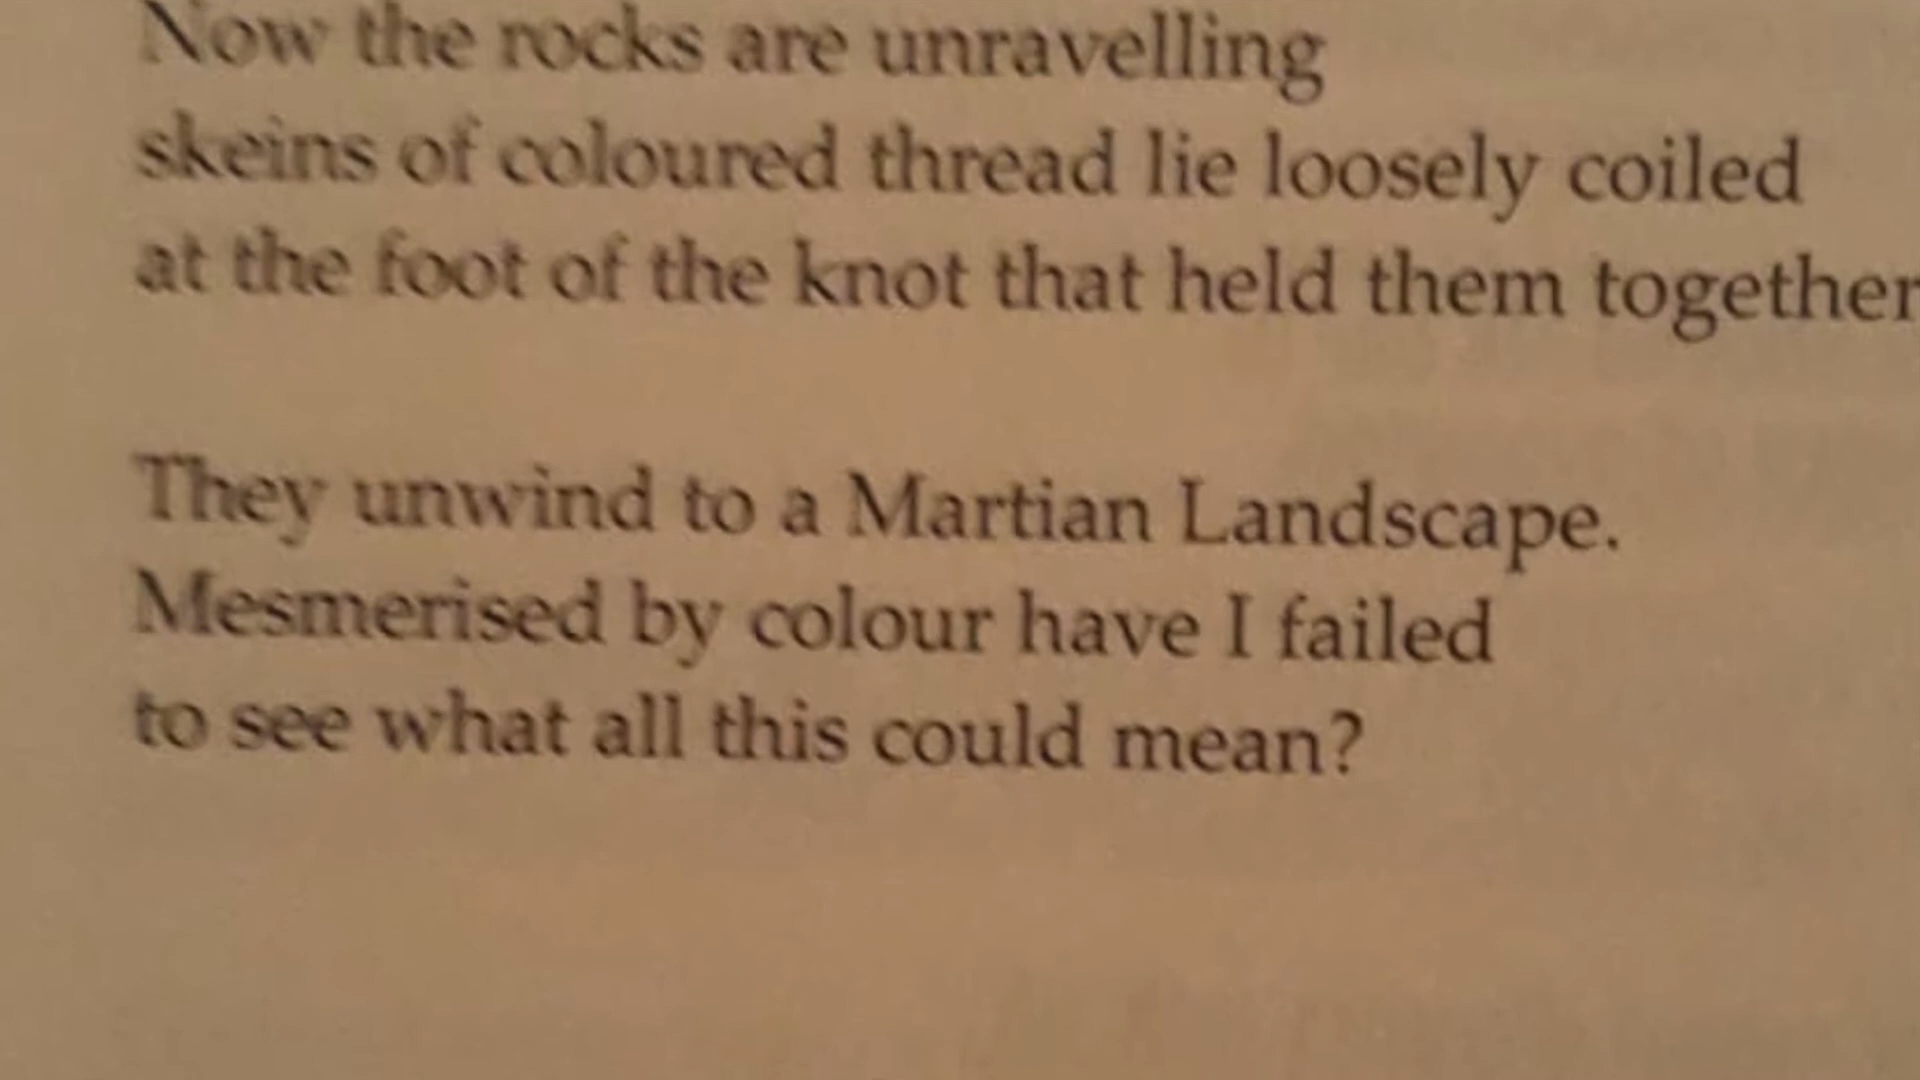 Now the rocks are unravelling
skeins of coloured thread lie loosely coiled
at the foot of the knot that held them together
They unwind to a Martian Landscape.
Mesmerised by colour have I failed
to see what all this could mean?